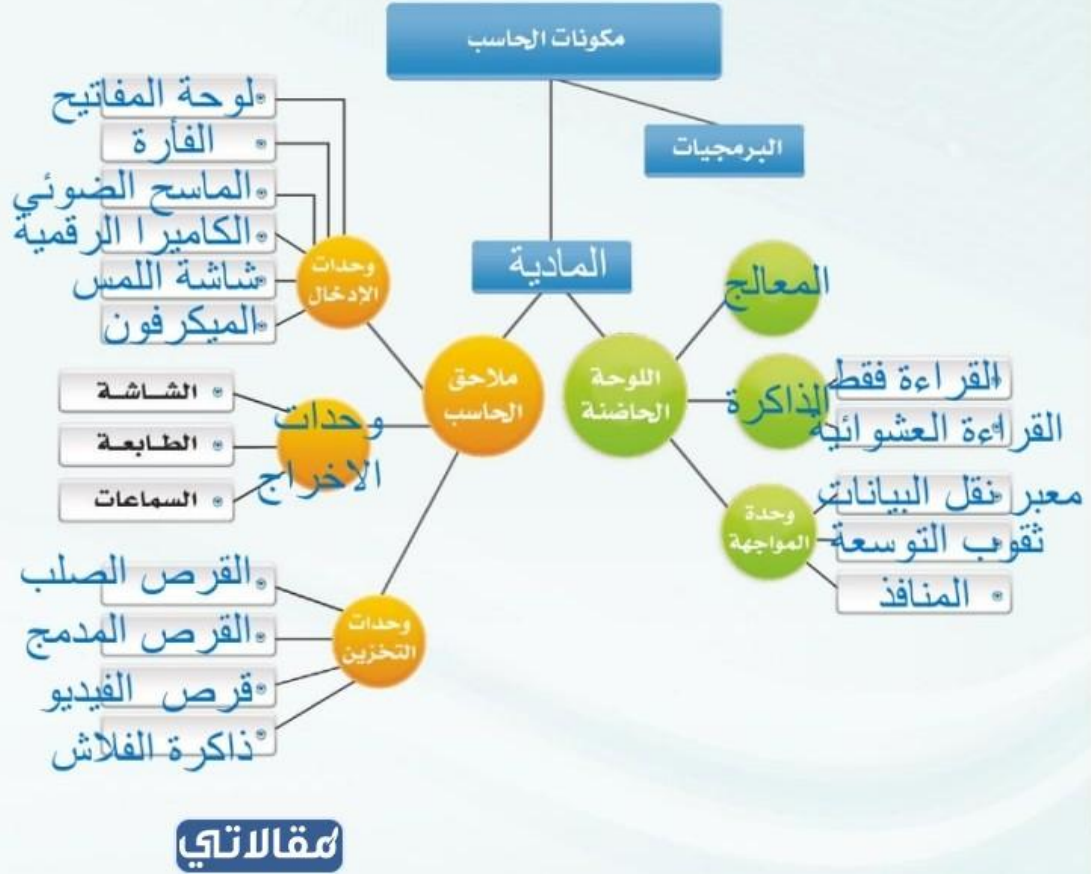 مكونات الحاسب
البرمجيات
المادية
اللوحة
الحاضنة
المعالج
الذاكرة
القراءة فقط
القراءة العشوائية
وحدة
المواجهة
معبر نقل البيانات
ثقوب التوسعة
المنافذ
ملاحق
الحاسب
وحدات
الإدخال
لوحة المفاتيح
الفأرة
الماسح الضوئي
الكاميرا الرقمية
شاشة اللمس
الميكرفون
وحدات
الاخراج
الشاشة
الطابعة
السماعات
وحدات
التخزين
القرص الصلب
القرص المدمج
قرص الفيديو
ذاكرة الفلاش
مقالاتي